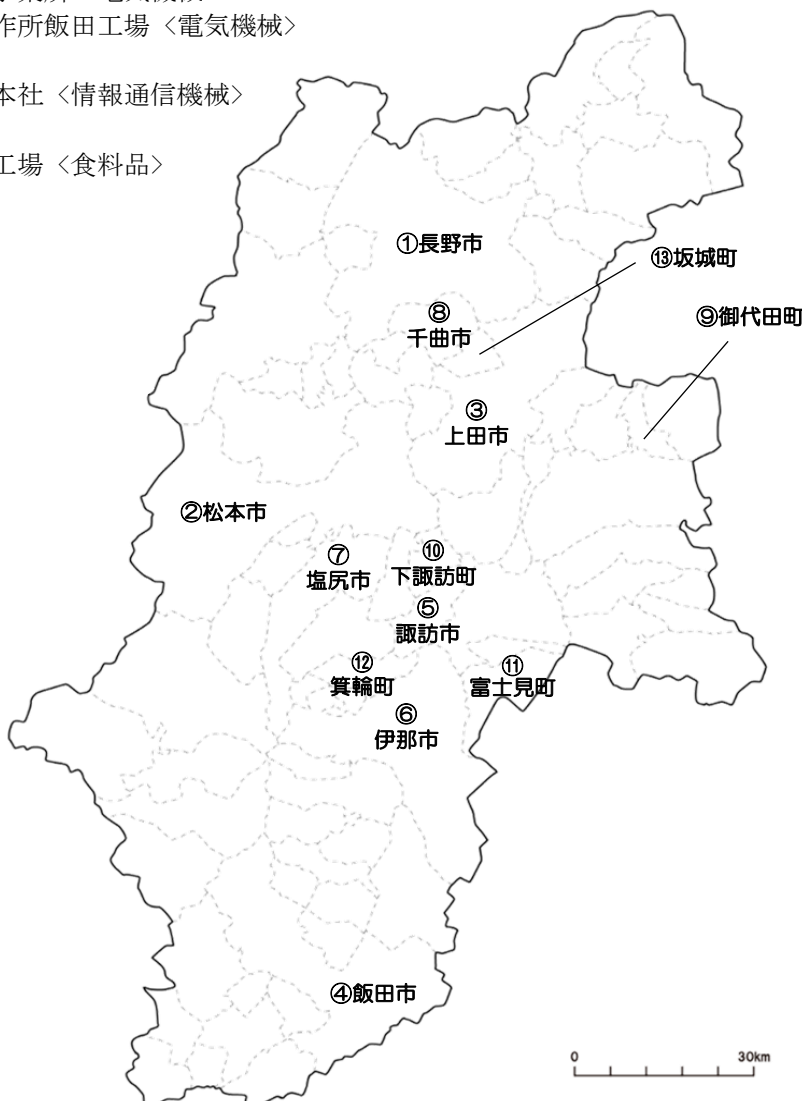 作所飯田工場 <電気機械>
本社 <情報通信機械>
工場 <食料品>
①長野市
⑬坂城町
⑧
千曲市
⑨御代田町
③
上田市
②松本市
⑦
塩尻市
⑩
下諏訪町
⑤
諏訪市
⑫
箕輪町
⑪
富士見町
⑥
伊那市
④飯田市
0 30km